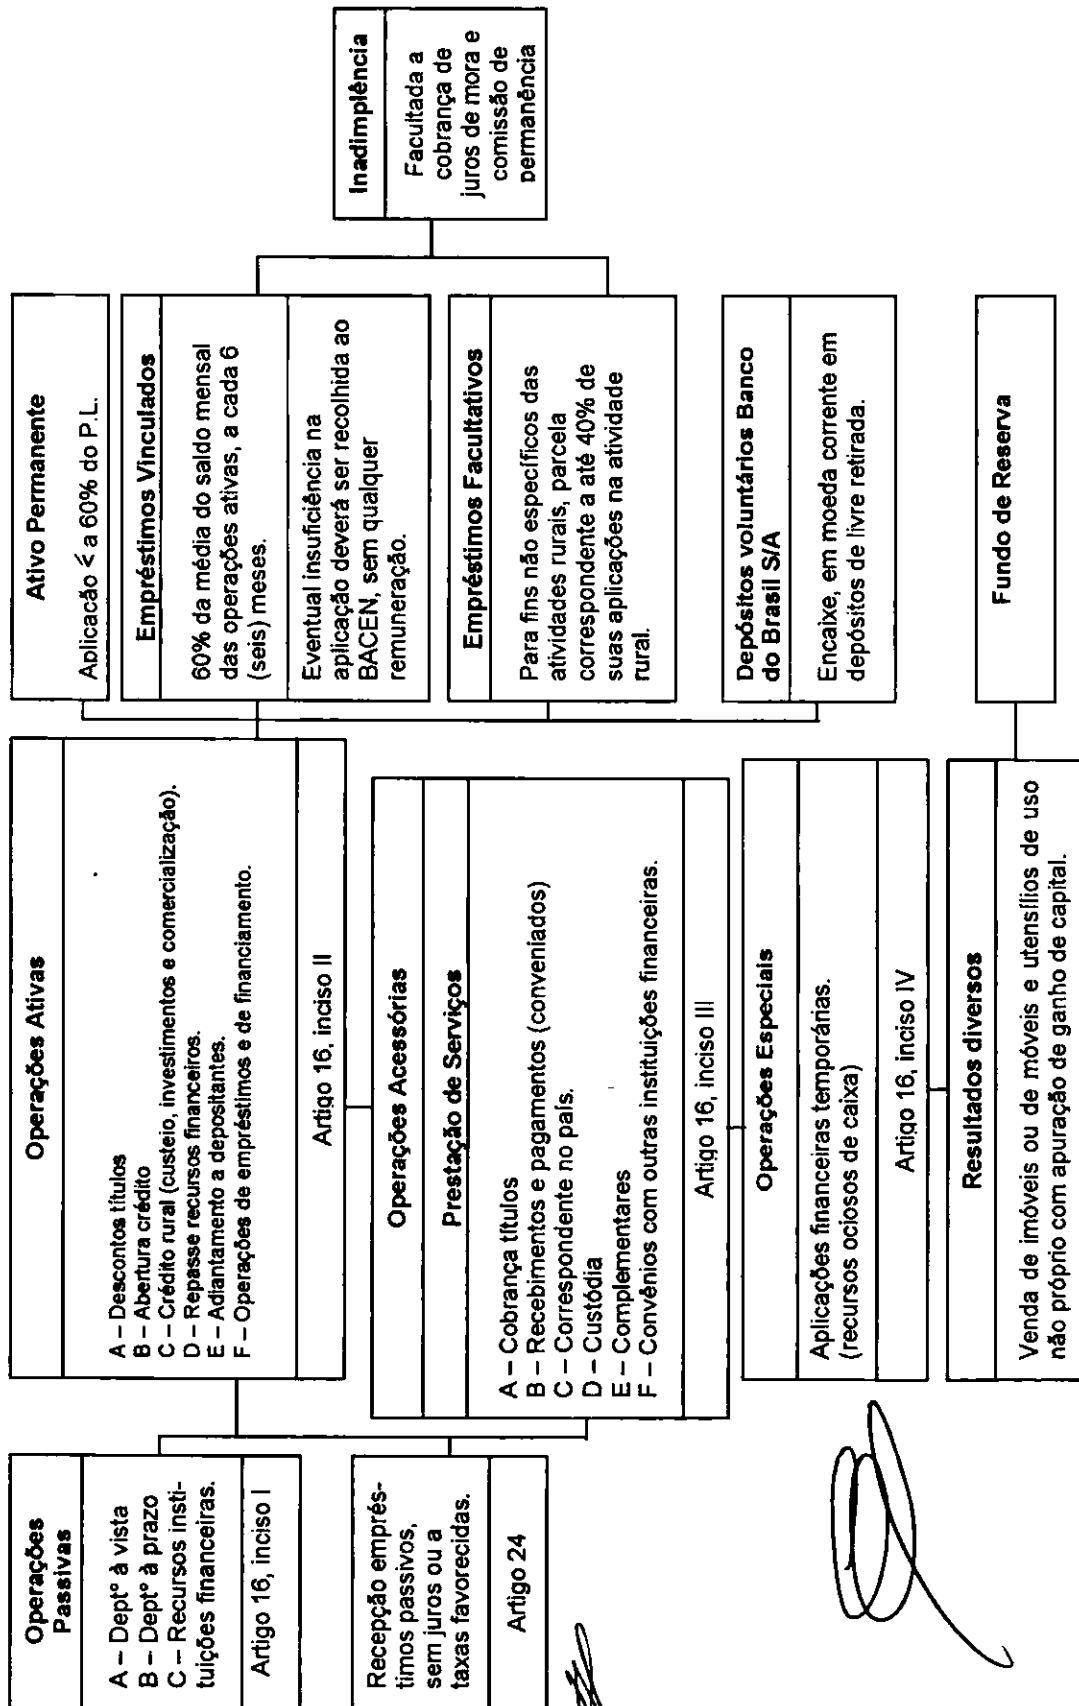 Operações
Passivas
A – Deptº à vista
B – Deptº à prazo
C – Recursos insti-
tuições financeiras.
Artigo 16, inciso I
Recepção emprés-
timos passivos,
sem juros ou a
taxas favorecidas.
Artigo 24
Operações Ativas
A – Descontos títulos
B – Abertura crédito
C – Crédito rural (custeio, investimentos e comercialização).
D – Repasse recursos financeiros.
E – Adiantamento a depositantes.
F – Operações de empréstimos e de financiamento.
Artigo 16, inciso II
Operações Acessórias
Prestação de Serviços
A – Cobrança títulos
B – Recebimentos e pagamentos (conveniados)
C – Correspondente no país.
D – Custódia
E – Complementares
F – Convênios com outras instituições financeiras.
Artigo 16, inciso III
Operações Especiais
Aplicações financeiras temporárias.
(recursos ociosos de caixa)
Artigo 16, inciso IV
Resultados diversos
Venda de imóveis ou de móveis e utensílios de uso
não próprio com apuração de ganho de capital.
Ativo Permanente
Aplicação ≤ a 60% do P.L.
Empréstimos Vinculados
60% da média do saldo mensal
das operações ativas, a cada 6
(seis) meses.
Eventual insuficiência na
aplicação deverá ser recolhida ao
BACEN, sem qualquer
remuneração.
Empréstimos Facultativos
Para fins não específicos das
atividades rurais, parcela
correspondente a até 40% de
suas aplicações na atividade
rural.
Depósitos voluntários Banco
do Brasil S/A
Encaixe, em moeda corrente em
depósitos de livre retirada.
Fundo de Reserva
Inadimplência
Facultada a
cobrança de
juros de mora e
comissão de
permanência